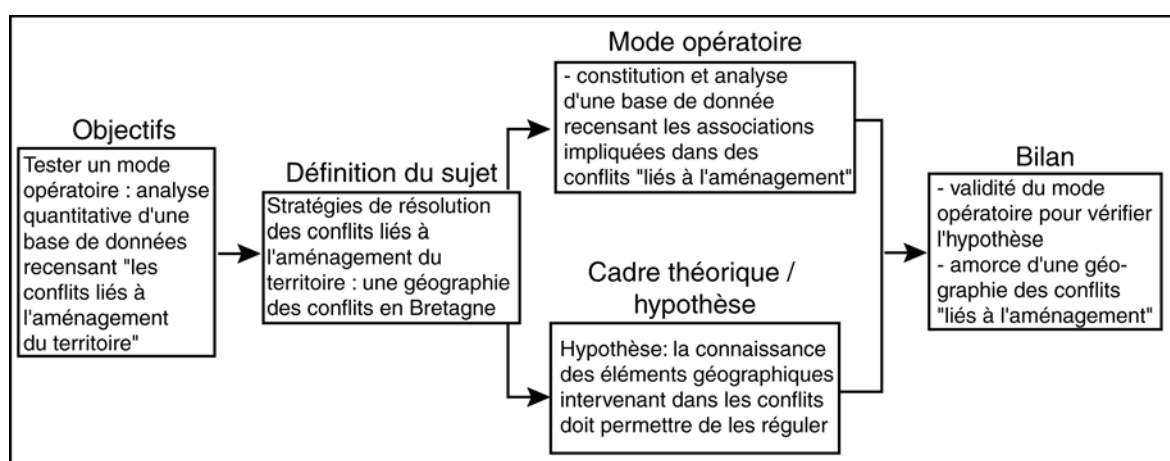 Objectifs
Tester un mode
opératoire : analyse
quantitative d'une
base de données
recensant "les
conflits liés à
l'aménagement
du territoire"
Définition du sujet
Stratégies de résolution
des conflits liés à
l'aménagement du
territoire : une géographie
des conflits en Bretagne
Mode opératoire
- constitution et analyse
d'une base de donnée
recensant les associations
impliquées dans des
conflits "liés à l'aménagement"
Cadre théorique /
hypothèse
Hypothèse: la connaissance
des éléments géographiques
intervenant dans les conflits
doit permettre de les réguler
Bilan
- validité du mode
opératoire pour vérifier
l'hypothèse
- amorce d'une géo-
graphie des conflits
"liés à l'aménagement"